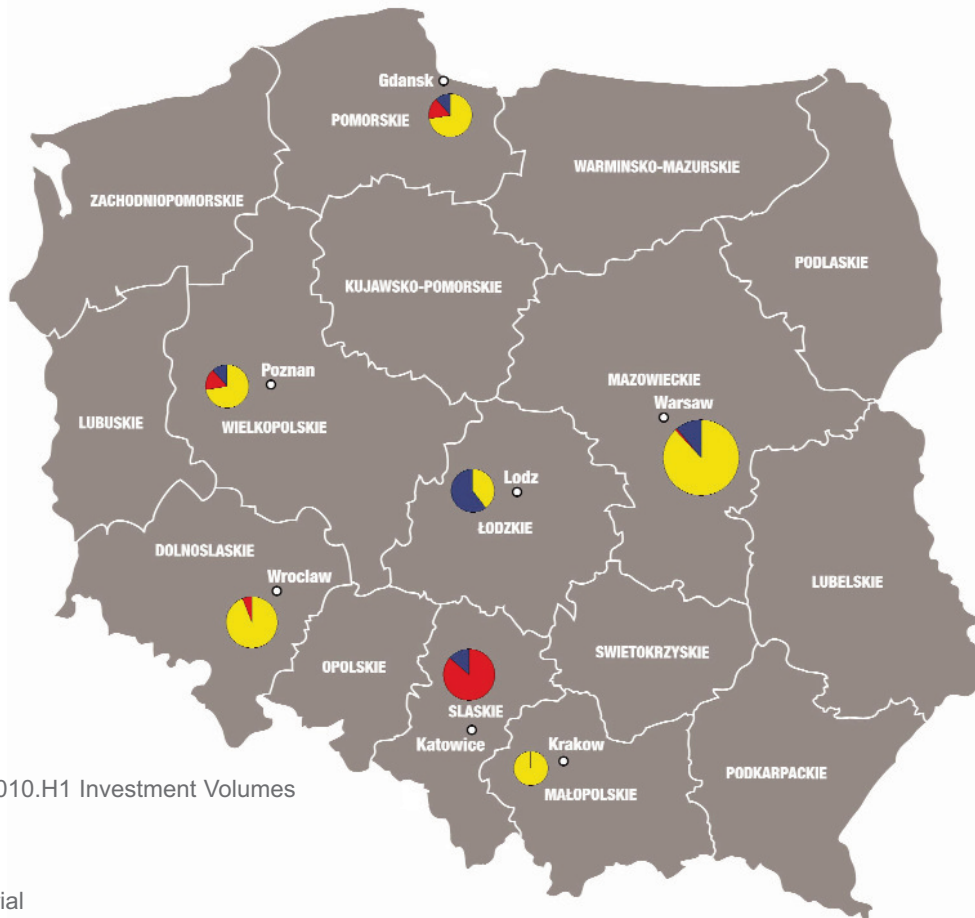 Gdansk
POMORSKIE
WARMINSKO-MAZURSKIE
ZACHODNIOPOMORSKIE
PODLASKIE
KUJAWSKO-POMORSKIE
Poznan
MAZOWIECKIE
Warsaw
LUBUSKIE
WIELKOPOLSKIE
Lodz
ŁODZKIE
DOLNOSLASKIE
Wroclaw
LUBELSKIE
OPOLSKIE
SWIETOKRZYSKIE
SLASKIE
Katowice
Krakow
PODKARPACKIE
MAŁOPOLSKIE
010.H1 Investment Volumes
ial